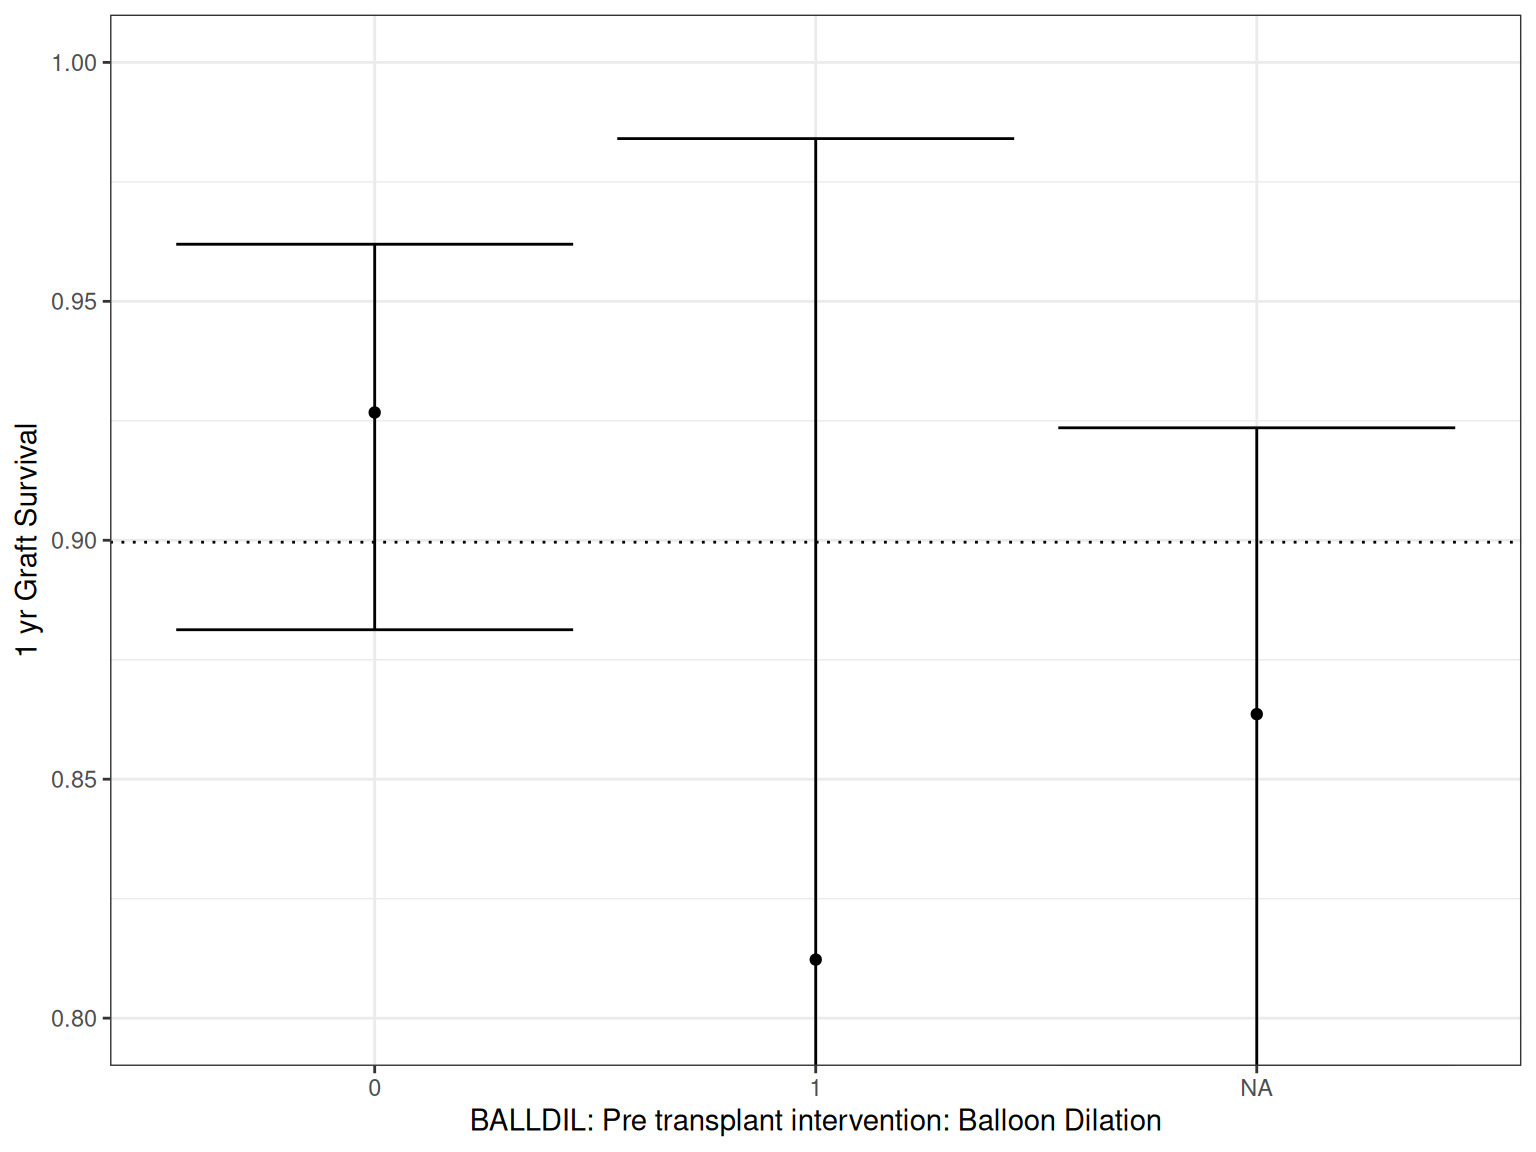 1 yr Graft Survival
1.00
0.95
0.90
0.85
0.80
0 1 NA
BALLDIL: Pre transplant intervention: Balloon Dilation